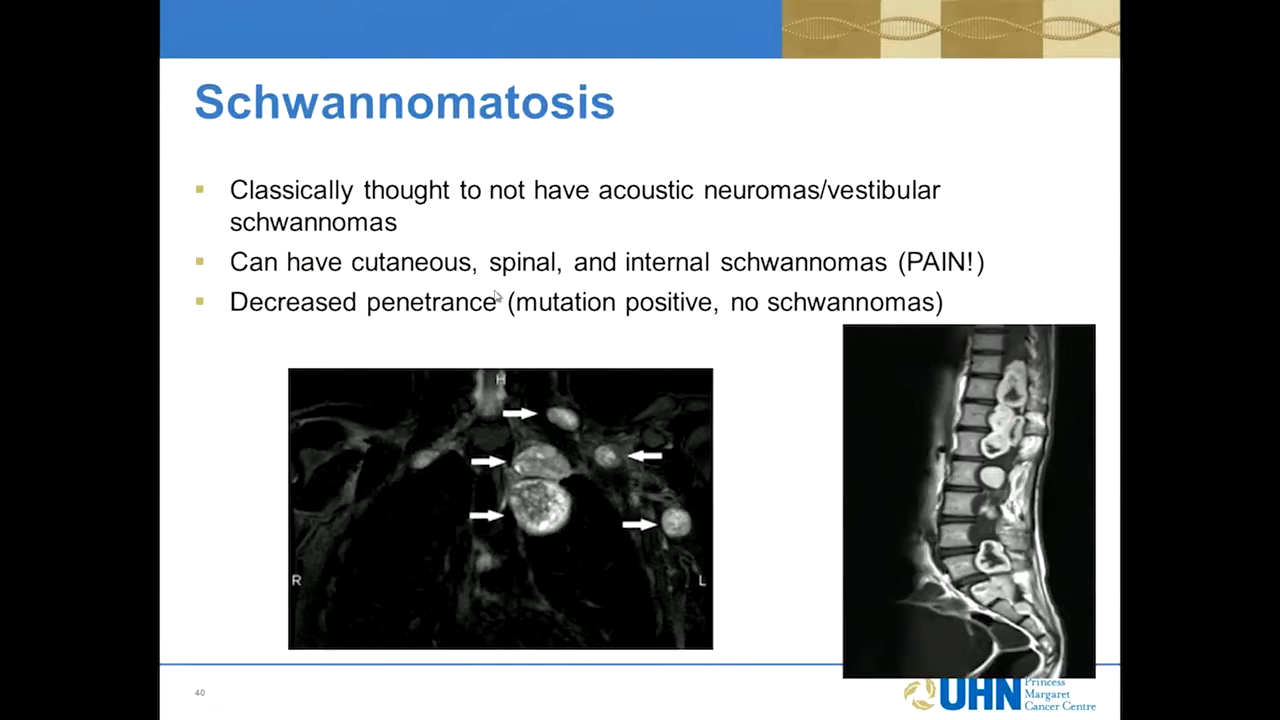 Schwannomatosis
Classically thought to not have acoustic neuromas/vestibular
schwannomas
Can have cutaneous, spinal, and internal schwannomas (PAIN!)
Decreased penetrance (mutation positive, no schwannomas)
H
R
L
40
UHN
Princess
Margaret
Cancer Centre